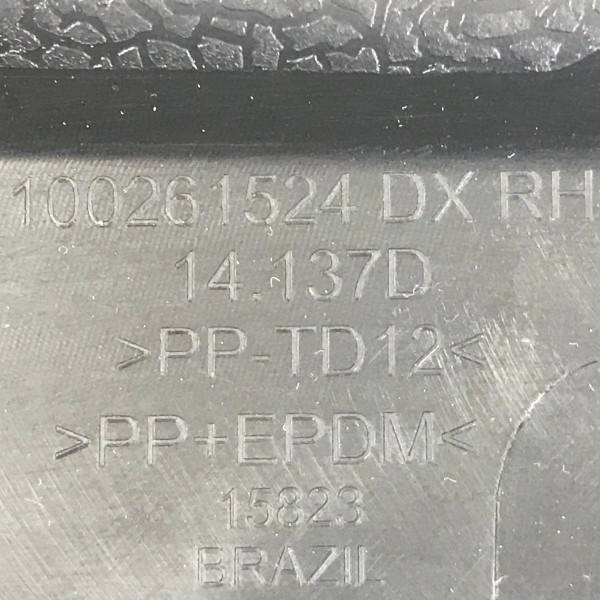 100261524 DX RH
14.137D
>PP-TD12<
>PP+EPDM<
15823
BRAZIL